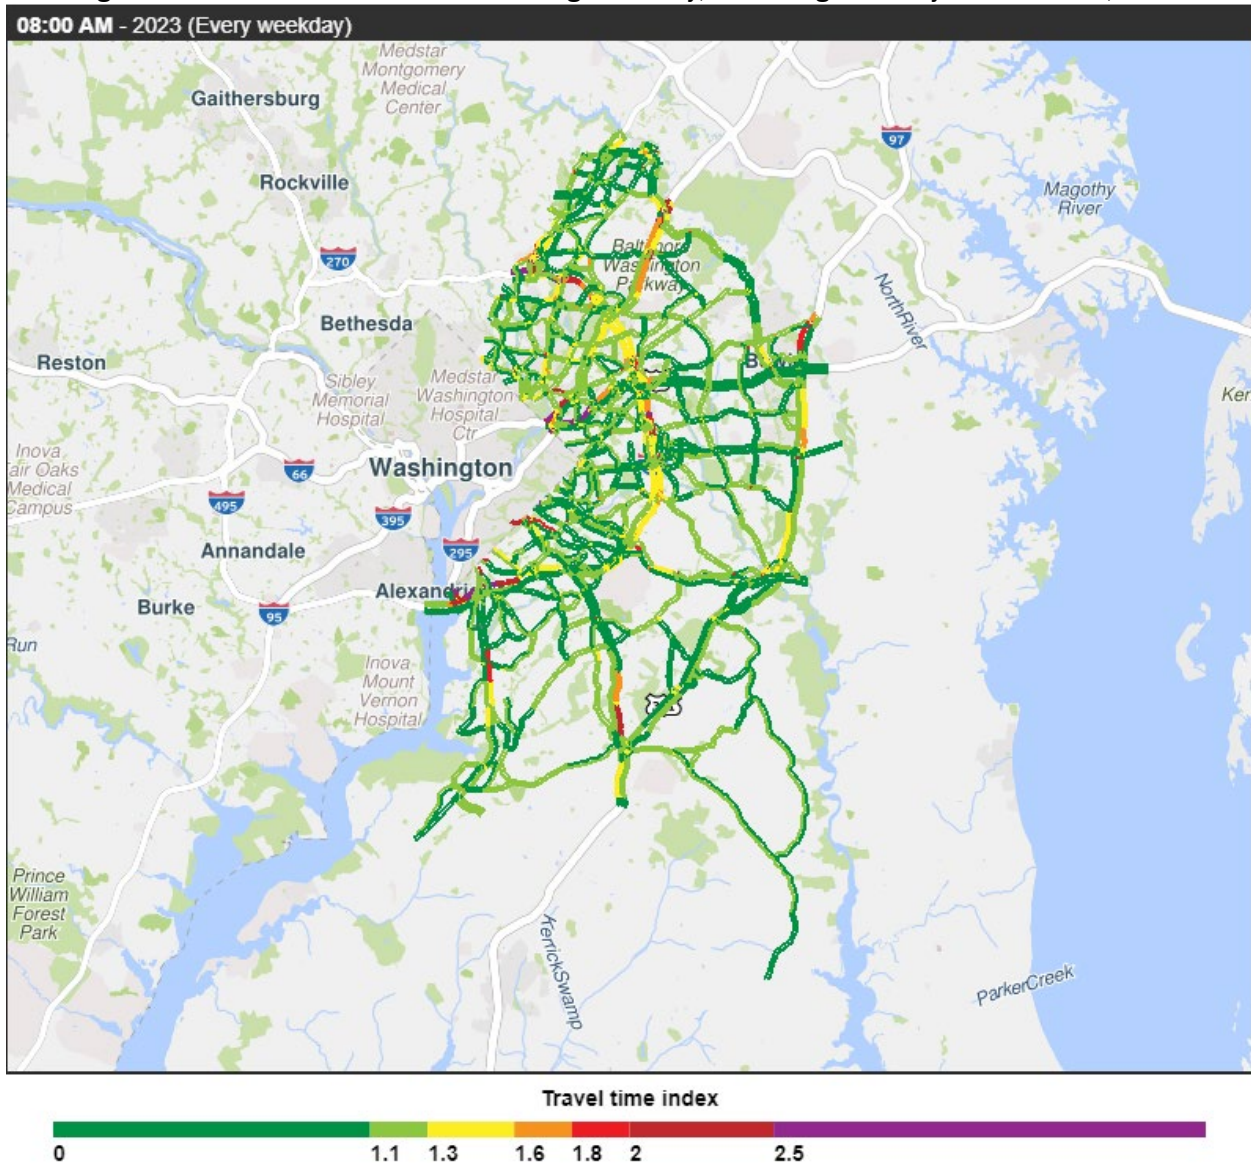 08:00 AM - 2023 (Every weekday)
Medstar
Montgomery
Medical
Center
Gaithersburg
97
Rockville
Magothy
River
270
Baltimore
Washington
Parkway
NorthRiver
Bethesda
Reston
Sibley
Memorial
Hospital
Medstar
Washington
Hospital
Ctr
Ken
Inova
Fair Oaks
Medical
Campus
66
Washington
495
395
295
Annandale
Alexandri
Burke
95
Run
Inova
Mount
Vernon
Hospital
Prince
William
Forest
Park
KerrickSwamp
ParkerCreek
Travel time index
0 1.1 1.3 1.6 1.8 2 2.5